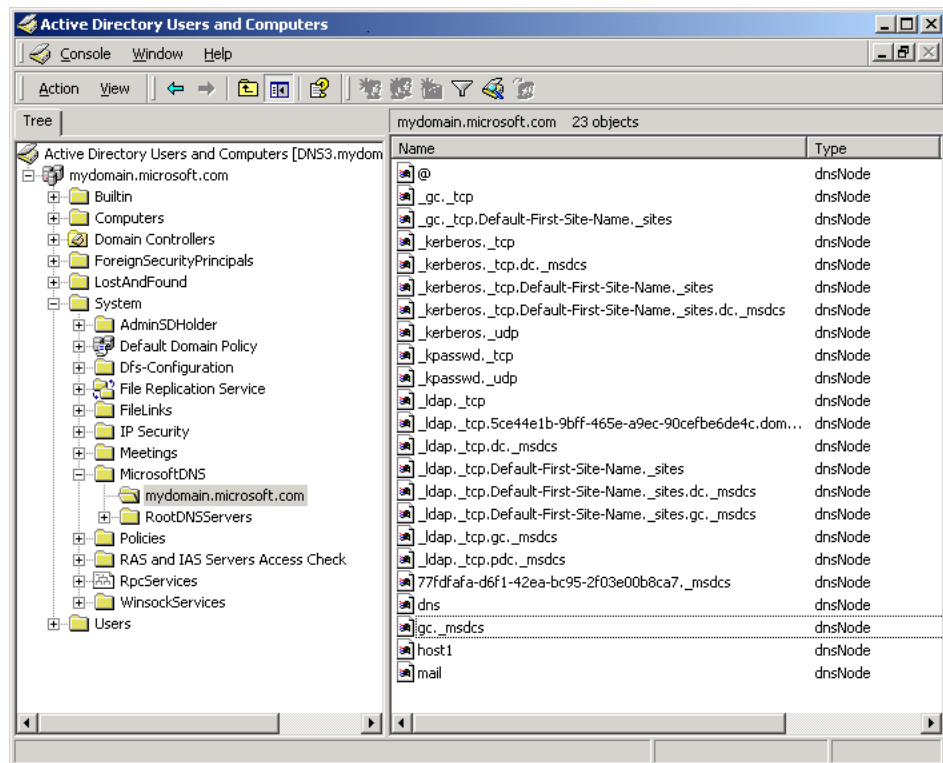 Active Directory Users and Computers
Console Window Help
Action View
Tree
mydomain.microsoft.com 23 objects
Active Directory Users and Computers [DNS3.mydom
mydomain.microsoft.com
Builtin
Computers
Domain Controllers
ForeignSecurityPrincipals
LostAndFound
System
AdminSDHolder
Default Domain Policy
Dfs-Configuration
File Replication Service
FileLinks
IP Security
Meetings
MicrosoftDNS
mydomain.microsoft.com
RootDNSServers
Policies
RAS and IAS Servers Access Check
RpcServices
WinsockServices
Users
Name Type
@ dnsNode
_gc._tcp dnsNode
_gc._tcp.Default-First-Site-Name._sites dnsNode
_kerberos._tcp dnsNode
_kerberos._tcp.dc._msdcs dnsNode
_kerberos._tcp.Default-First-Site-Name._sites dnsNode
_kerberos._tcp.Default-First-Site-Name._sites.dc._msdcs dnsNode
_kerberos._udp dnsNode
_kpasswd._tcp dnsNode
_kpasswd._udp dnsNode
_ldap._tcp dnsNode
_ldap._tcp.5ce44e1b-9bff-465e-a9ec-90cefbe6de4c.dom... dnsNode
_ldap._tcp.dc._msdcs dnsNode
_ldap._tcp.Default-First-Site-Name._sites dnsNode
_ldap._tcp.Default-First-Site-Name._sites.dc._msdcs dnsNode
_ldap._tcp.Default-First-Site-Name._sites.gc._msdcs dnsNode
_ldap._tcp.gc._msdcs dnsNode
_ldap._tcp.pdc._msdcs dnsNode
77fdfafa-d6f1-42ea-bc95-2f03e00b8ca7._msdcs dnsNode
dns dnsNode
gc._msdcs dnsNode
host1 dnsNode
mail dnsNode